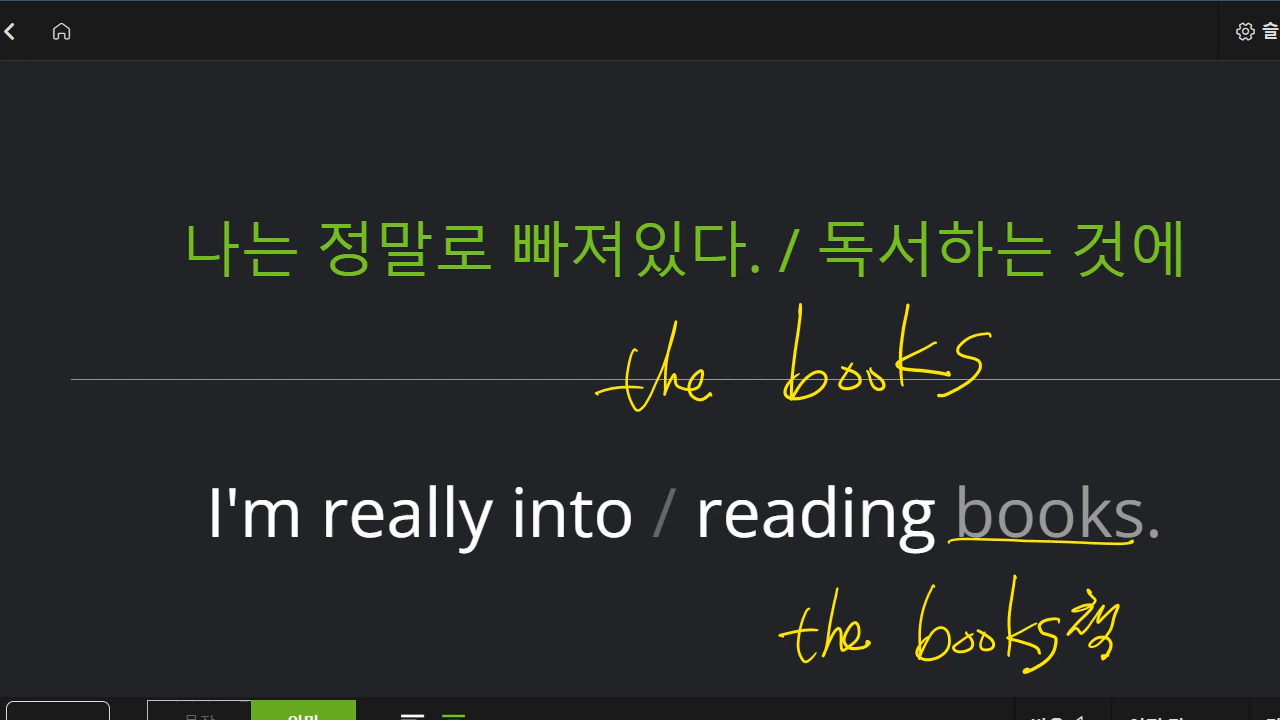 나는 정말로 빠져있다. / 독서하는 것에
the books
I'm really into / reading books.
the books책